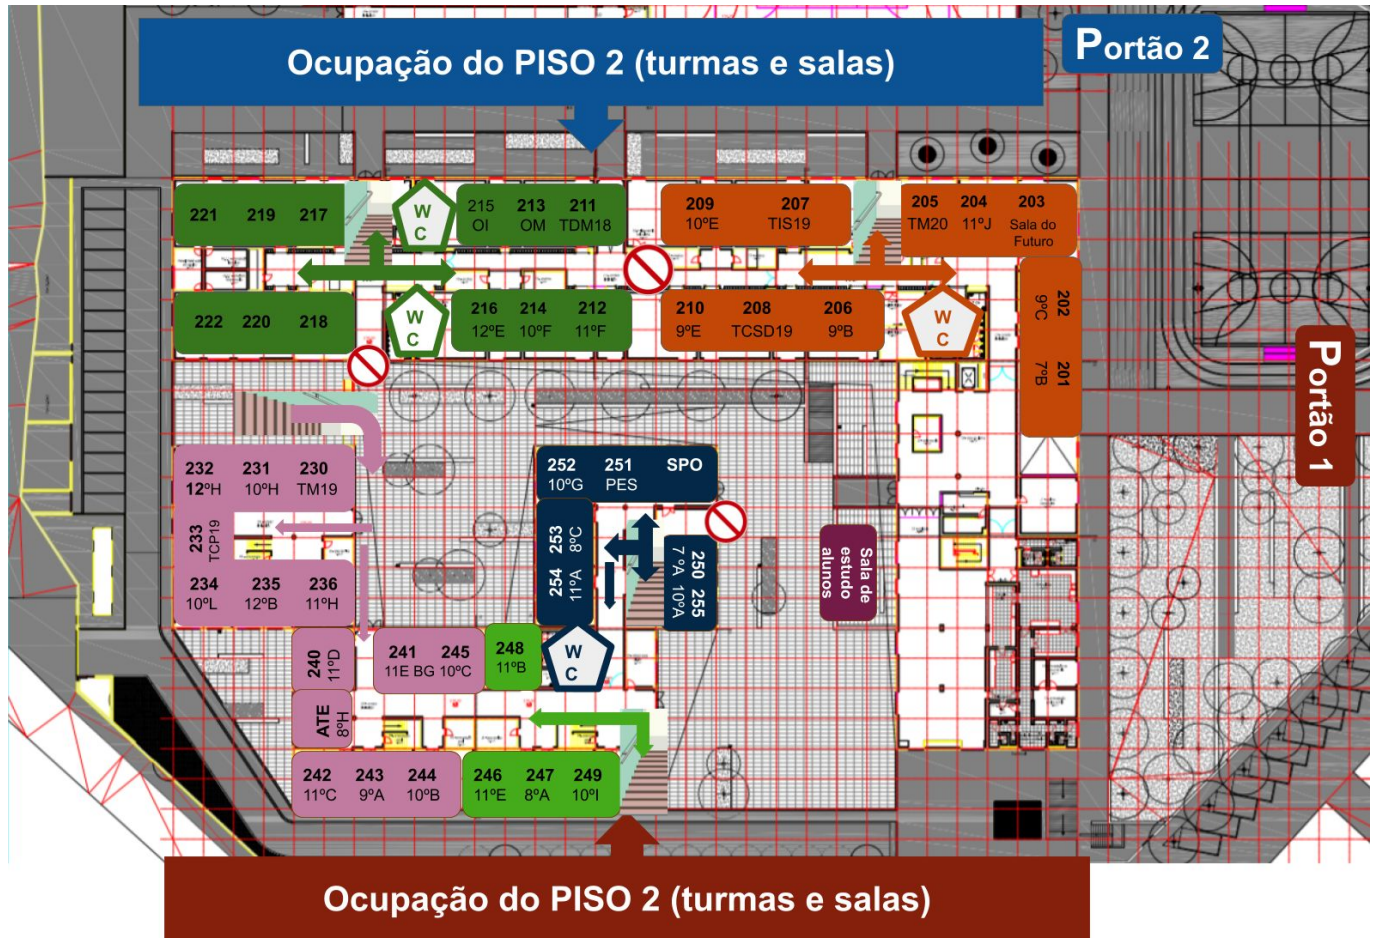 Ocupação do PISO 2 (turmas e salas)
Portão 2
221 219 217
W
C
215 213 211
OI OM TDM18
209 207
10ºE TIS19
205 204 203
TM20 11ºJ Sala do
Futuro
222 220 218
W
C
216 214 212
12ºE 10ºF 11ºF
210 208 206
9ºE TCSD19 9ºB
W
C
202
9ºC
201
7ºB
Portão 1
232 231 230
12ºH 10ºH TM19
233
TCP19
234 235 236
10ºL 12ºB 11ºH
252 251 SPO
10ºG PES
253
8ºC
254
11ºA
250 255
7ºA 10ºA
Sala de
estudo
alunos
240
11ºD
241 245
11E BG 10ºC
248
11ºB
W
C
ATE
8ºH
242 243 244
11ºC 9ºA 10ºB
246 247 249
11ºE 8ºA 10ºI
Ocupação do PISO 2 (turmas e salas)